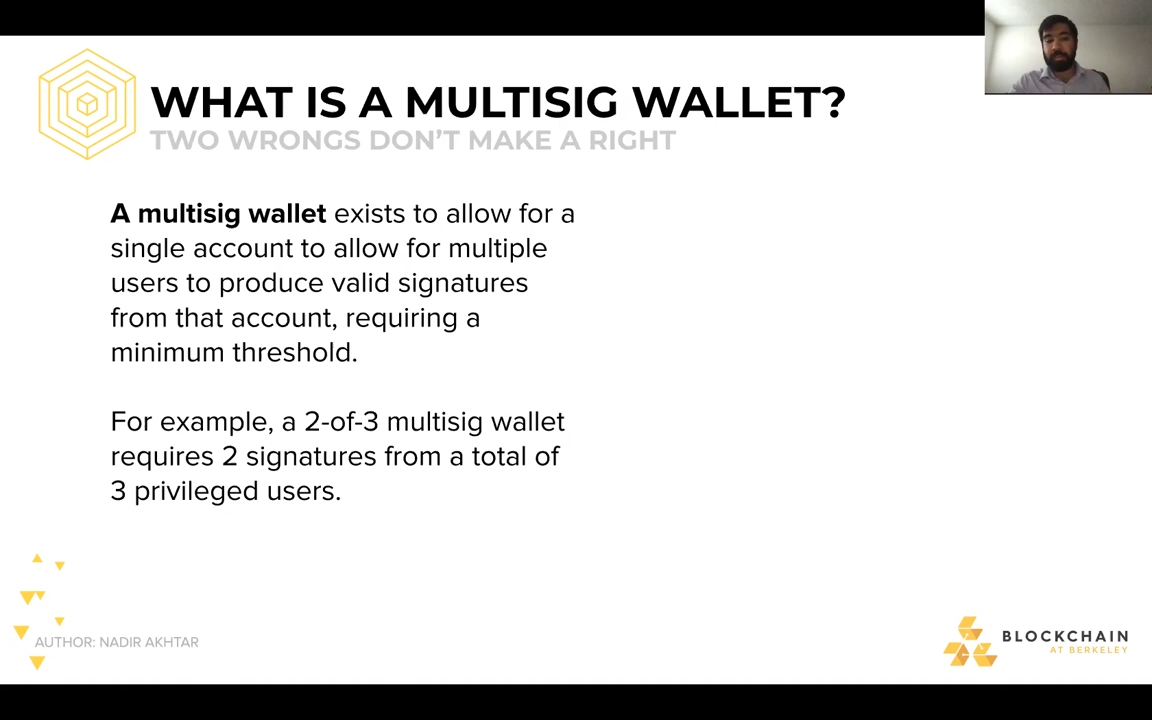 WHAT IS A MULTISIG WALLET?
TWO WRONGS DON’T MAKE A RIGHT
A multisig wallet exists to allow for a
single account to allow for multiple
users to produce valid signatures
from that account, requiring a
minimum threshold.
For example, a 2-of-3 multisig wallet
requires 2 signatures from a total of
3 privileged users.
AUTHOR: NADIR AKHTAR
BLOCKCHAIN
AT BERKELEY